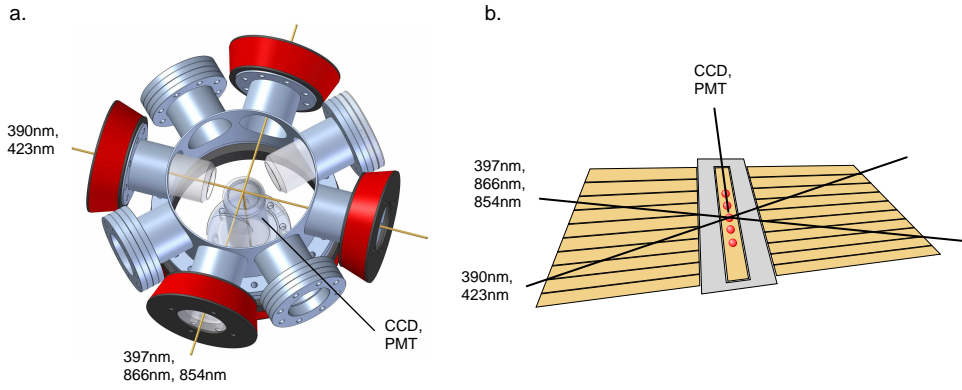 a.
390nm,
423nm
CCD,
PMT
397nm,
866nm, 854nm
b.
CCD,
PMT
397nm,
866nm,
854nm
390nm,
423nm